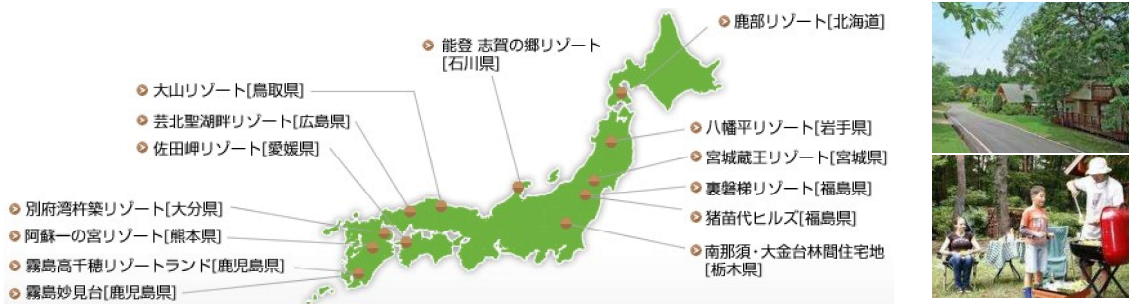 鹿部リゾート[北海道]
能登 志賀の郷リゾート
[石川県]
大山リゾート[鳥取県]
芸北聖湖畔リゾート[広島県]
佐田岬リゾート[愛媛県]
八幡平リゾート[岩手県]
宮城蔵王リゾート[宮城県]
裏磐梯リゾート[福島県]
猪苗代ヒルズ[福島県]
南那須・大金台林間住宅地
[栃木県]
別府湾杵築リゾート[大分県]
阿蘇一の宮リゾート[熊本県]
霧島高千穂リゾートランド[鹿児島県]
霧島妙見台[鹿児島県]